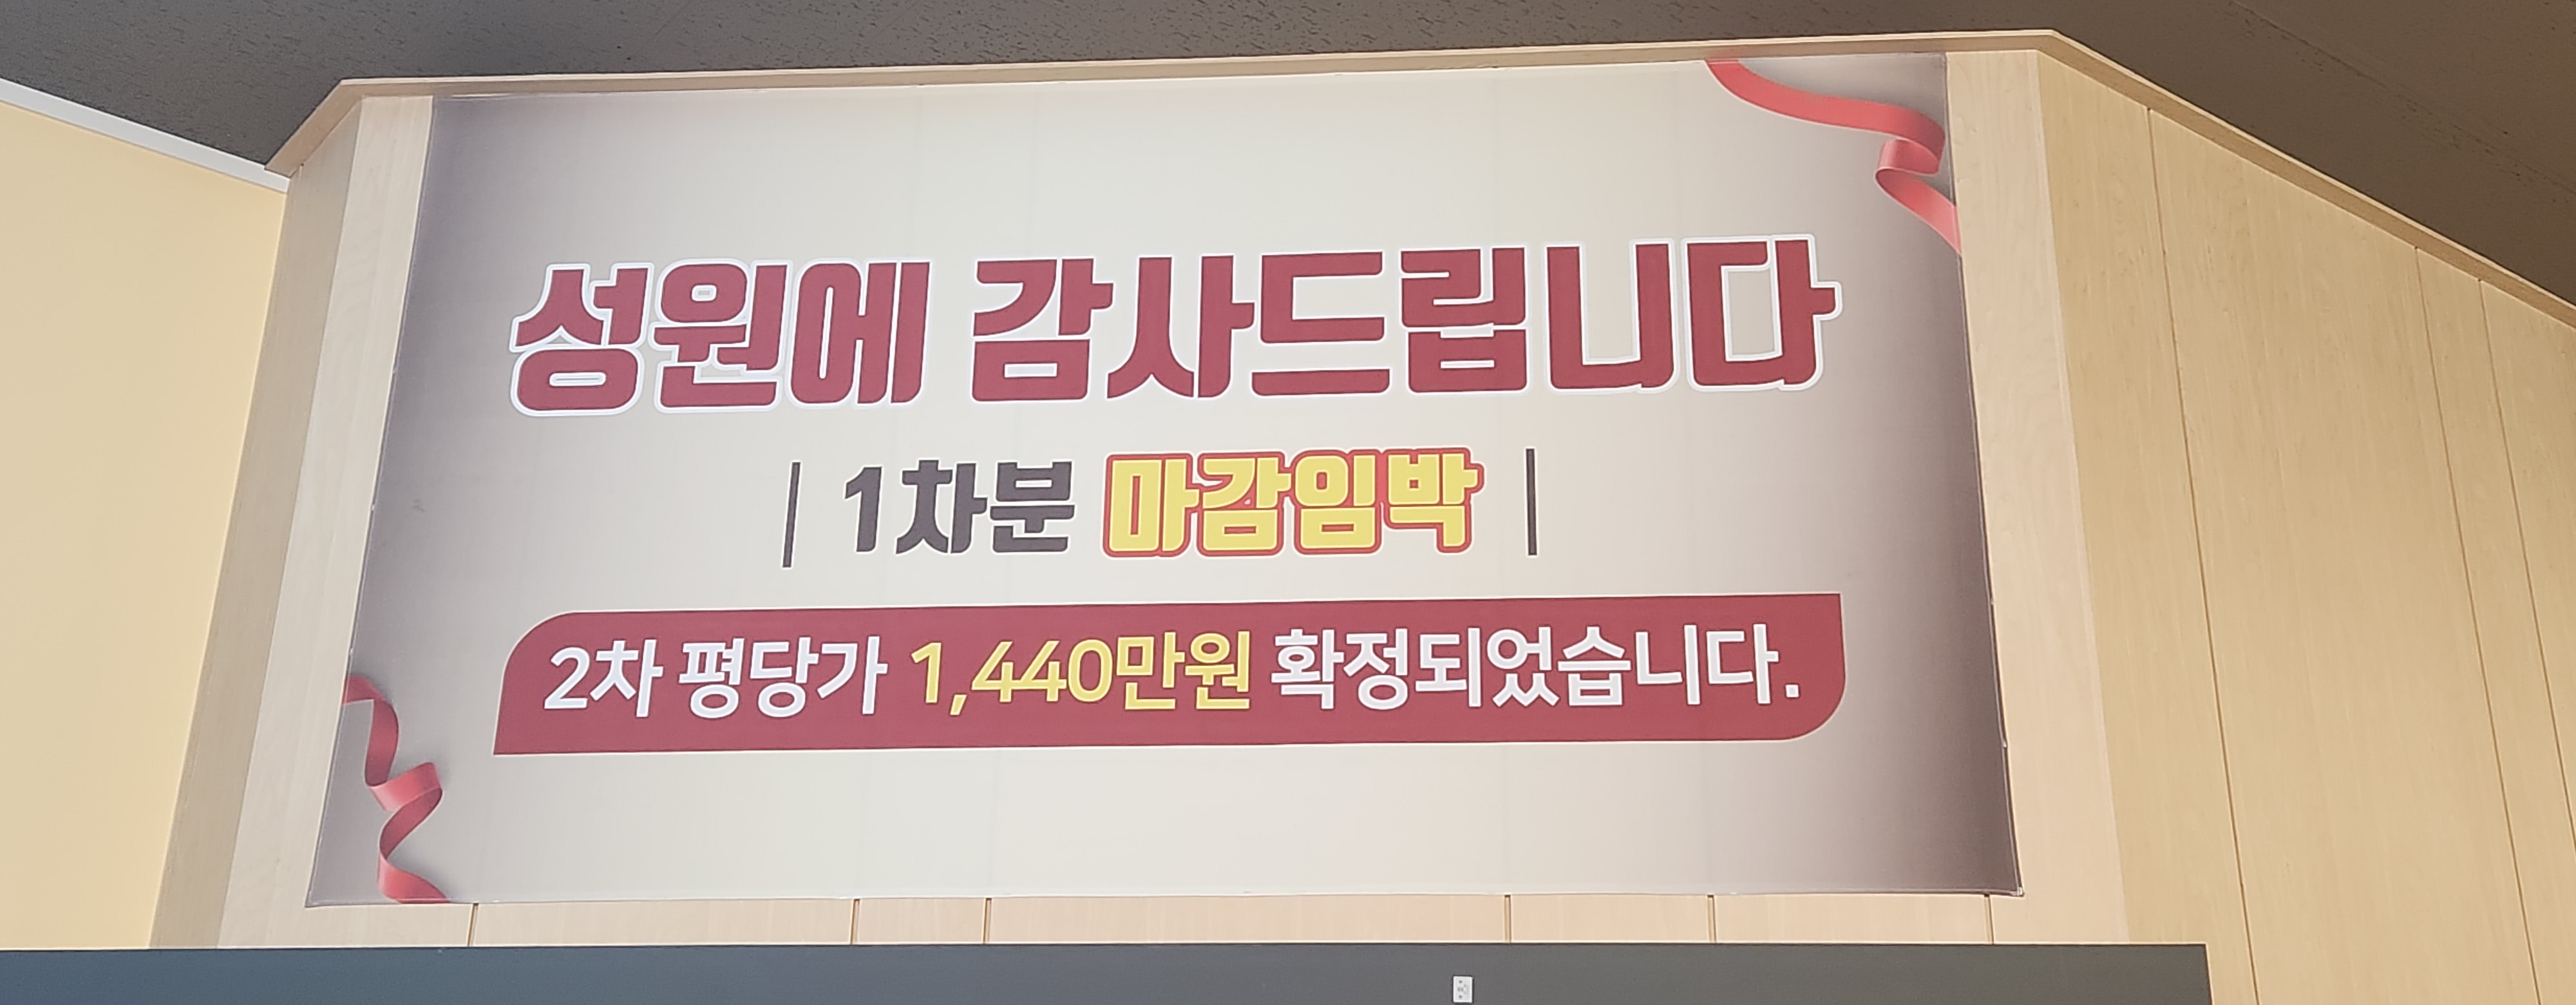 성원에 감사드립니다
| 1차분 마감임박 |
2차 평당가 1,440만원 확정되었습니다.